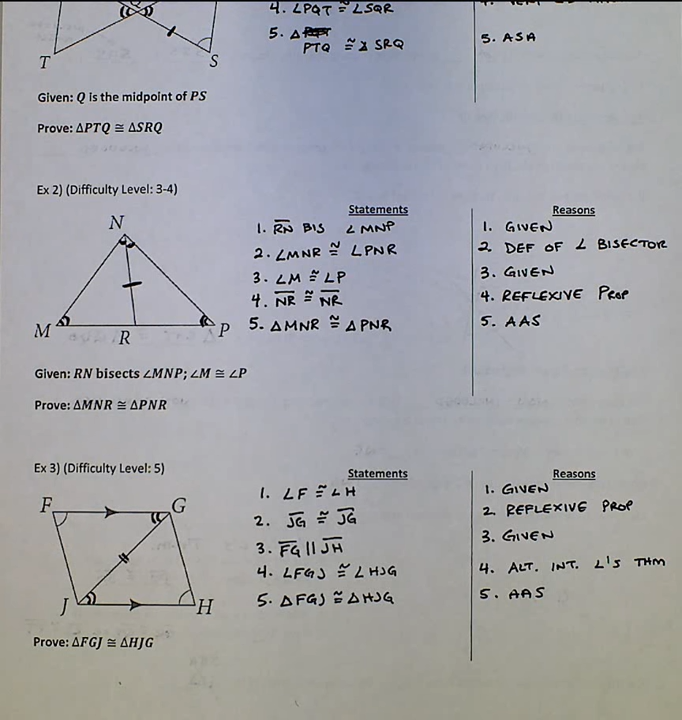 4. ∠PQT ≅ ∠SQR
5. Δ
PTQ ≅ Δ SRQ
5. ASA
T
S
Given: Q is the midpoint of PS
Prove: ΔPTQ ≅ ΔSRQ
Ex 2) (Difficulty Level: 3-4)
Statements
Reasons
N
M
R
P
1. RN BIS ∠MNP
1. GIVEN
2. ∠MNR ≅ ∠PNR
2 DEF OF ∠ BISECTOR
3. ∠M ≅ ∠P
3. GIVEN
4. NR ≅ NR
4. REFLEXIVE PROP
5. ΔMNR ≅ ΔPNR
5. AAS
Given: RN bisects ∠MNP; ∠M ≅ ∠P
Prove: ΔMNR ≅ ΔPNR
Ex 3) (Difficulty Level: 5)
Statements
Reasons
F
G
J
H
1. ∠F ≅ ∠H
1. GIVEN
2. JG ≅ JG
2 REFLEXIVE PROP
3. FG || JH
3. GIVEN
4. ∠FGJ ≅ ∠HJG
4. ALT. INT. ∠'S THM
5. ΔFGJ ≅ ΔHJG
5. AAS
Prove: ΔFGJ ≅ ΔHJG